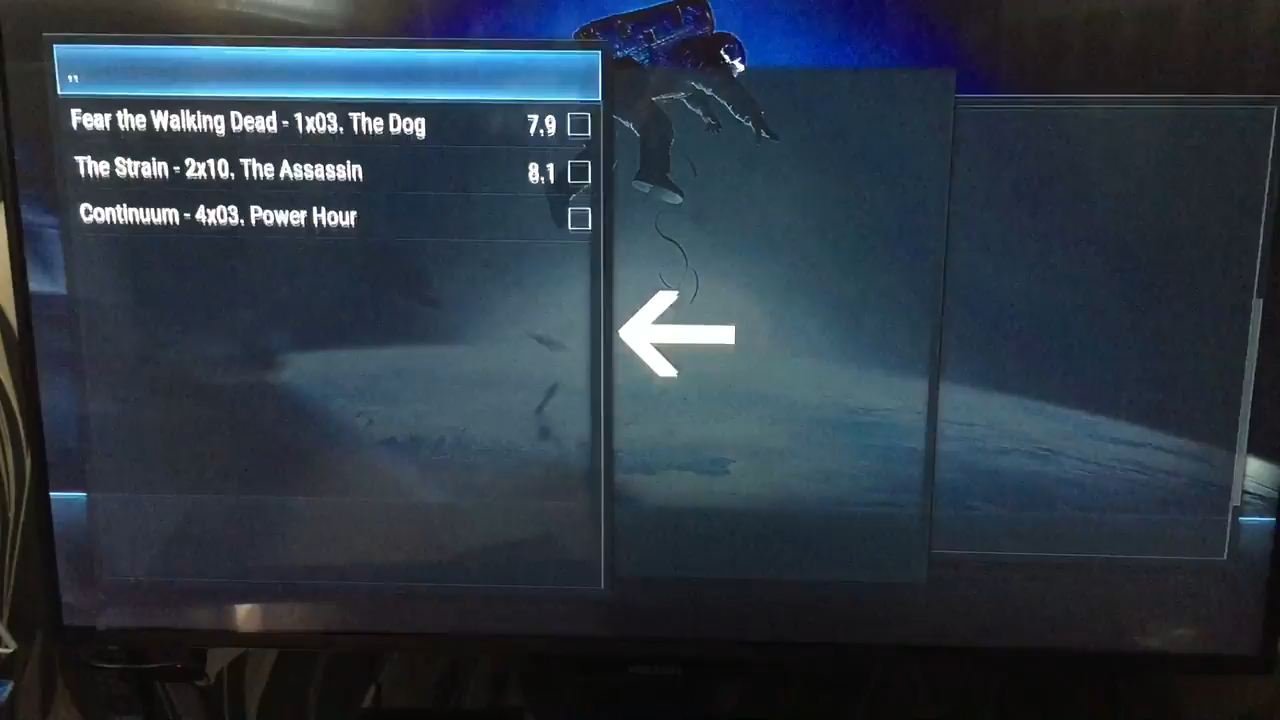 ..
Fear the Walking Dead - 1x03. The Dog 7.9
The Strain - 2x10. The Assassin 8.1
Continuum - 4x03. Power Hour